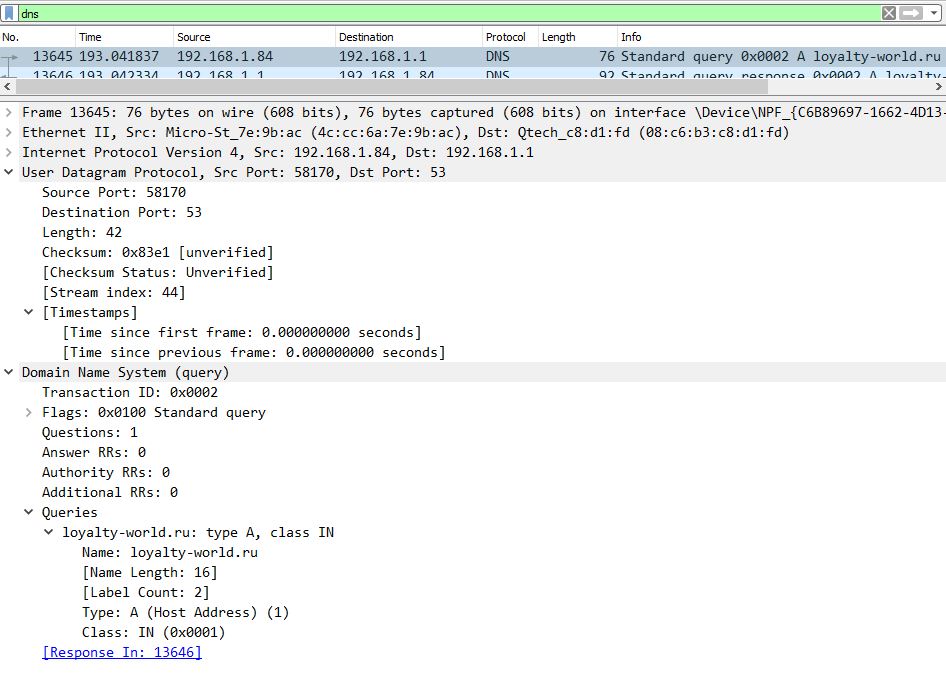 dns
No. Time Source Destination Protocol Length Info
13645 193.041837 192.168.1.84 192.168.1.1 DNS 76 Standard query 0x0002 A loyalty-world.ru
13646 193.042334 192.168.1.1 192.168.1.84 DNS 92 Standard query response 0x0002 A loyalty-
Frame 13645: 76 bytes on wire (608 bits), 76 bytes captured (608 bits) on interface \Device\NPF_{C6B89697-1662-4D13-
Ethernet II, Src: Micro-St_7e:9b:ac (4c:cc:6a:7e:9b:ac), Dst: Qtech_c8:d1:fd (08:c6:b3:c8:d1:fd)
Internet Protocol Version 4, Src: 192.168.1.84, Dst: 192.168.1.1
User Datagram Protocol, Src Port: 58170, Dst Port: 53
Source Port: 58170
Destination Port: 53
Length: 42
Checksum: 0x83e1 [unverified]
[Checksum Status: Unverified]
[Stream index: 44]
[Timestamps]
[Time since first frame: 0.000000000 seconds]
[Time since previous frame: 0.000000000 seconds]
Domain Name System (query)
Transaction ID: 0x0002
Flags: 0x0100 Standard query
Questions: 1
Answer RRs: 0
Authority RRs: 0
Additional RRs: 0
Queries
loyalty-world.ru: type A, class IN
Name: loyalty-world.ru
[Name Length: 16]
[Label Count: 2]
Type: A (Host Address) (1)
Class: IN (0x0001)
[Response In: 13646]